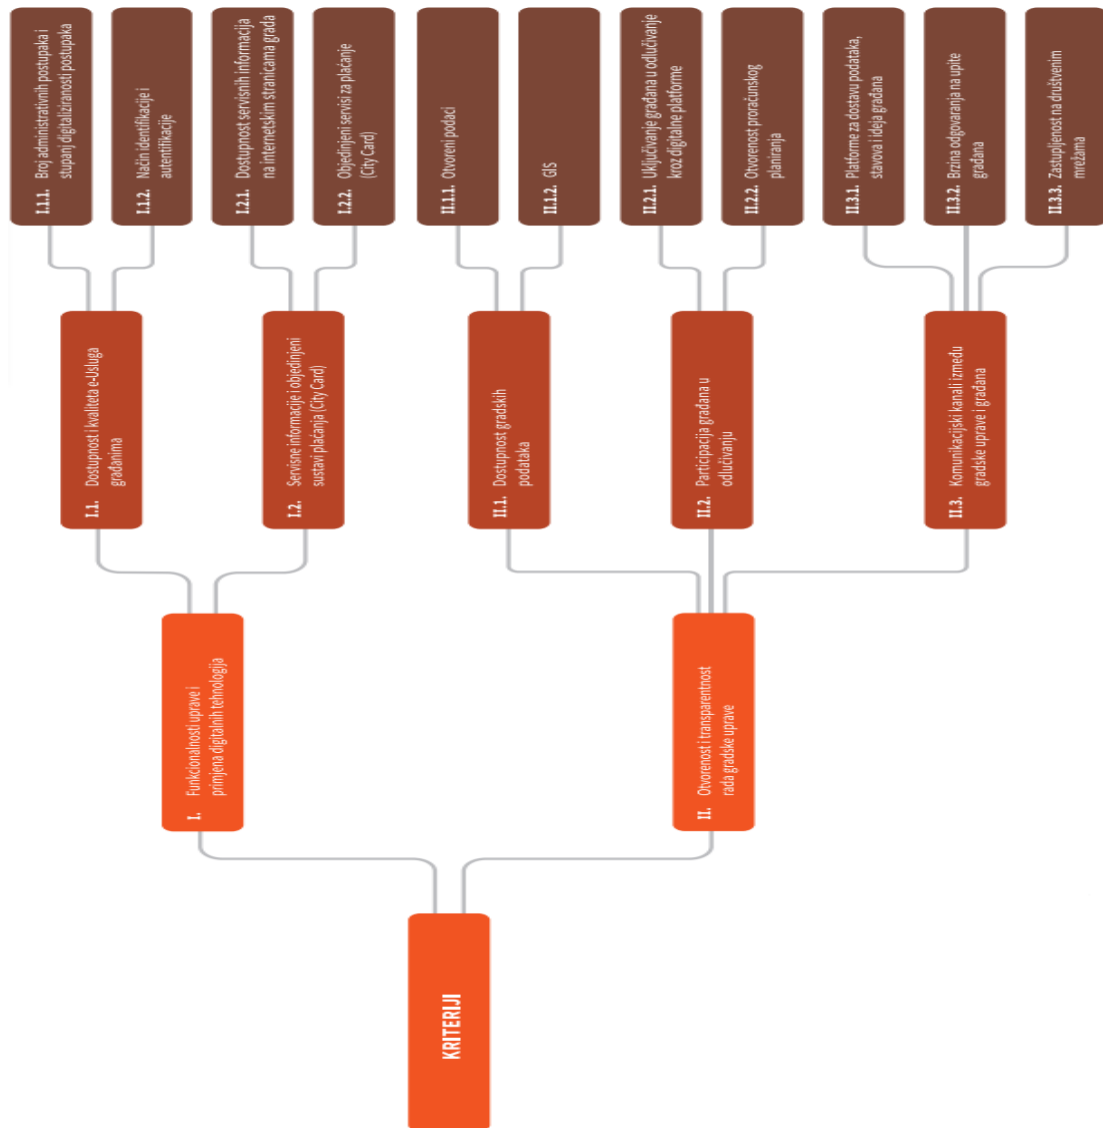 KRITERIJI
I. Funkcionalnosti uprave i
primjena digitalnih tehnologija
I.1. Dostupnost i kvaliteta e-Usluga
građanima
I.1.1. Broj administrativnih postupaka i
stupanj digitaliziranosti postupaka
I.1.2. Način identifikacije i
autentifikacije
I.2. Servisne informacije i objedinjeni
sustavi plaćanja (City Card)
I.2.1. Dostupnost servisnih informacija
na internetskim stranicama grada
I.2.2. Objedinjeni servisi za plaćanje
(City Card)
II. Otvorenost i transparentnost
rada gradske uprave
II.1. Dostupnost gradskih
podataka
II.1.1. Otvoreni podaci
II.1.2. GIS
II.2. Participacija građana u
odlučivanju
II.2.1. Uključivanje građana u odlučivanje
kroz digitalne platforme
II.2.2. Otvorenost proračunskog
planiranja
II.3. Komunikacijski kanali između
gradske uprave i građana
II.3.1. Platforme za dostavu podataka,
stavova i ideja građana
II.3.2. Brzina odgovaranja na upite
građana
II.3.3. Zastupljenost na društvenim
mrežama